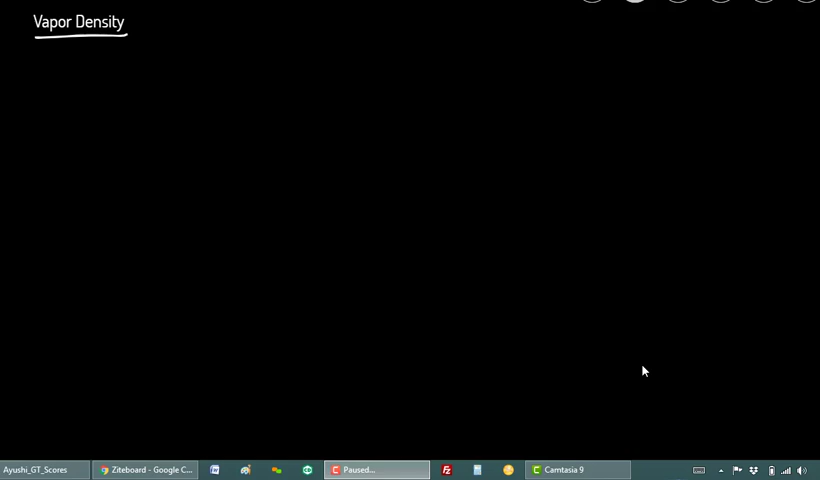 Vapor Density
Ayushi_GT_Scores
Ziteboard - Google C...
Paused...
Camtasia 9